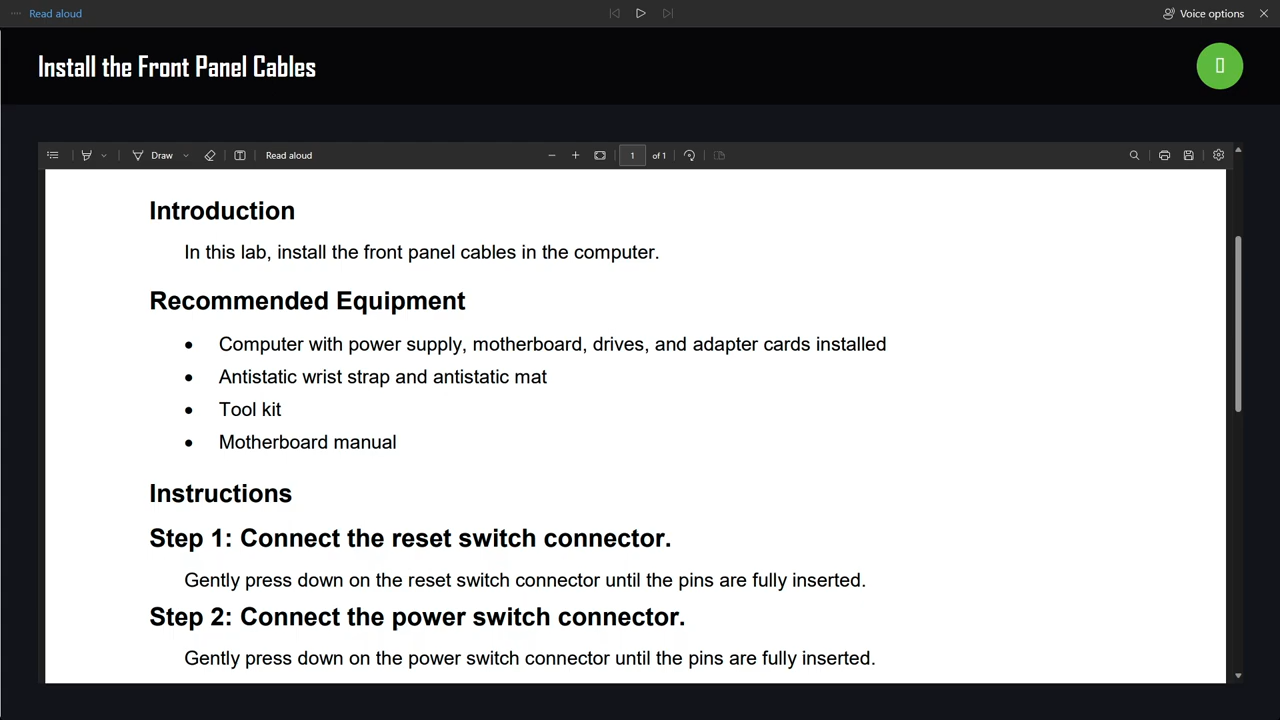 Read aloud
Voice options
Install the Front Panel Cables
Draw
Read aloud
1 of 1
Introduction
In this lab, install the front panel cables in the computer.
Recommended Equipment
• Computer with power supply, motherboard, drives, and adapter cards installed
• Antistatic wrist strap and antistatic mat
• Tool kit
• Motherboard manual
Instructions
Step 1: Connect the reset switch connector.
Gently press down on the reset switch connector until the pins are fully inserted.
Step 2: Connect the power switch connector.
Gently press down on the power switch connector until the pins are fully inserted.